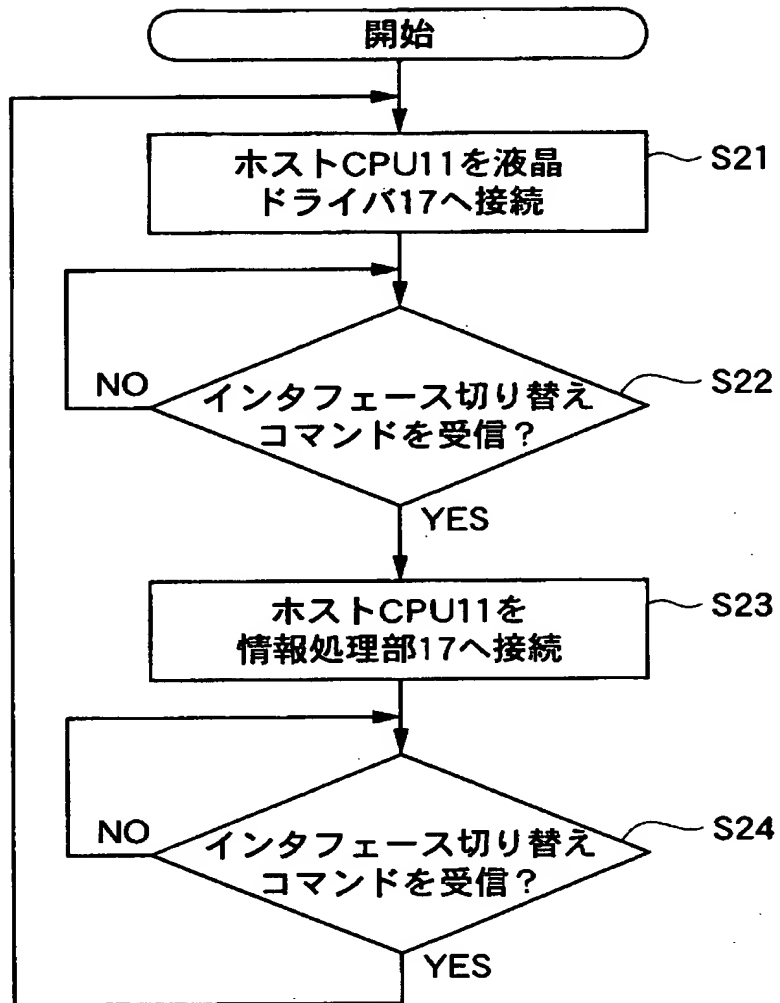 開始
ホストCPU11を液晶
ドライバ17へ接続
S21
インタフェース切り替え
コマンドを受信？
S22
NO
YES
ホストCPU11を
情報処理部17へ接続
S23
インタフェース切り替え
コマンドを受信？
S24
NO
YES